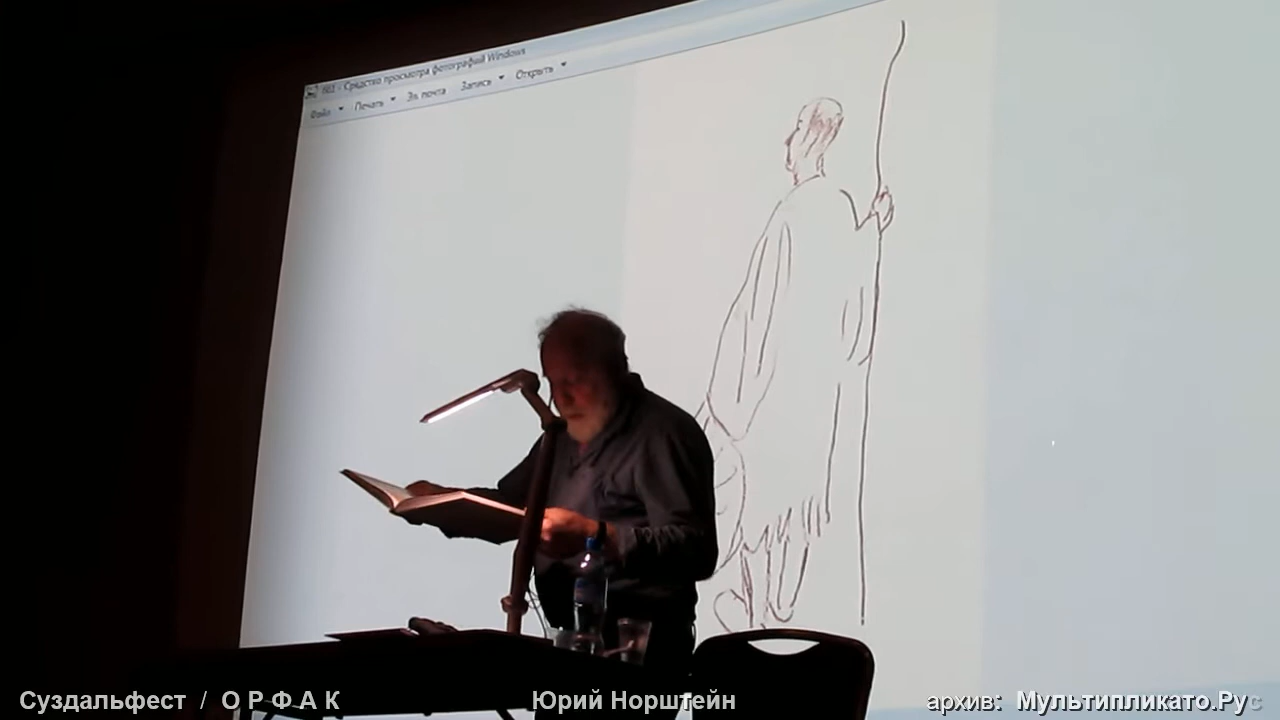 - Средство просмотра фотографий Windows
Файл Печать Эл. почта Запись Открыть
Суздальфест / О Р Ф А К
Юрий Норштейн
архив: Мультипликато.Рус